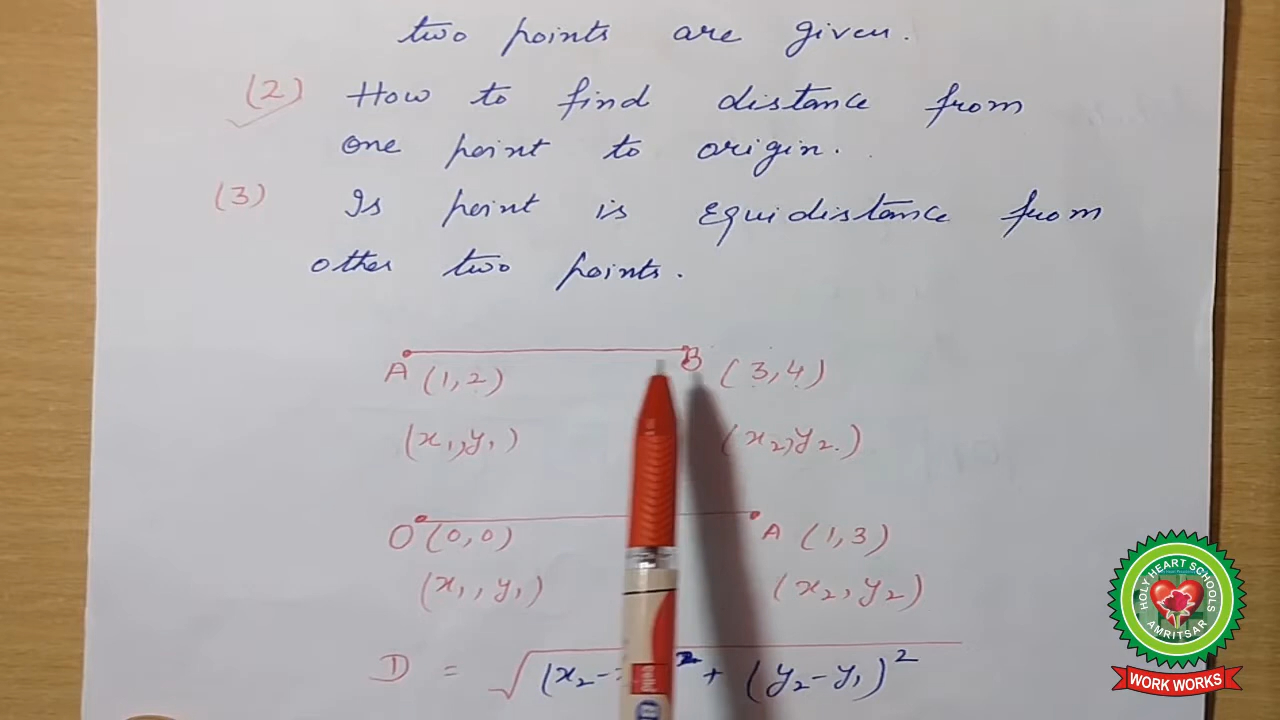 two points are given.
(2) How to find distance from
one point to origin.
(3) Is point is Equidistance from
other two points.
A (1,2) B (3,4)
(x₁,y₁) (x₂,y₂.)
O (0,0) A (1,3)
(x₁, y₁) (x₂, y₂)
D = √(x₂- ² + (y₂-y₁)²
HOLY HEART SCHOOLS
AMRITSAR
WORK WORKS